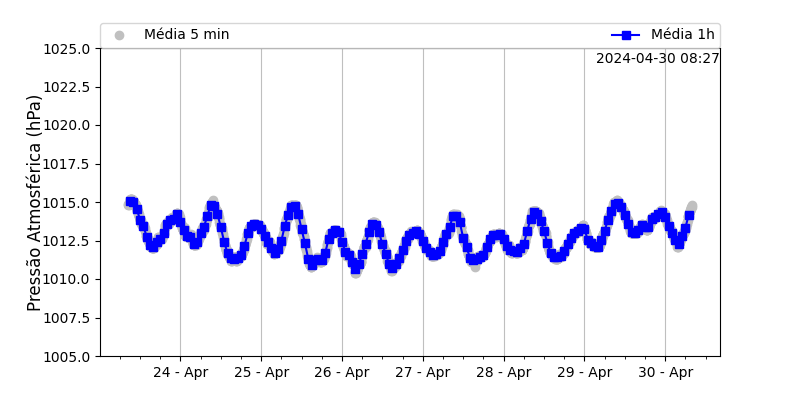 Média 5 min
Média 1h
2024-04-30 08:27
Pressão Atmosférica (hPa)
1025.0
1022.5
1020.0
1017.5
1015.0
1012.5
1010.0
1007.5
1005.0
24 - Apr
25 - Apr
26 - Apr
27 - Apr
28 - Apr
29 - Apr
30 - Apr